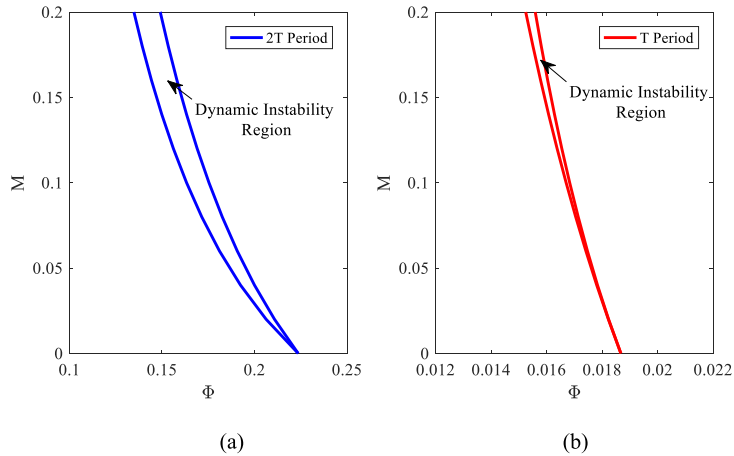 0.2
0.15
0.1
0.05
0
M
0.1
0.15
0.2
0.25
Φ
2T Period
Dynamic Instability
Region
(a)
0.2
0.15
0.1
0.05
0
M
0.012
0.014
0.016
0.018
0.02
0.022
Φ
T Period
Dynamic Instability
Region
(b)